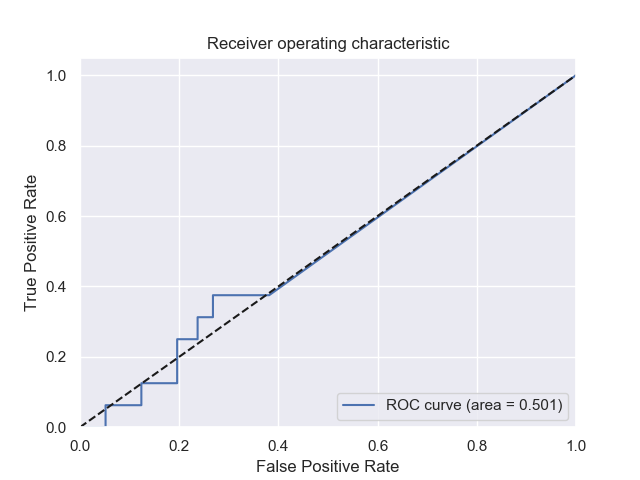 Receiver operating characteristic
1.0
0.8
0.6
0.4
0.2
0.0
True Positive Rate
ROC curve (area = 0.501)
0.0 0.2 0.4 0.6 0.8 1.0
False Positive Rate